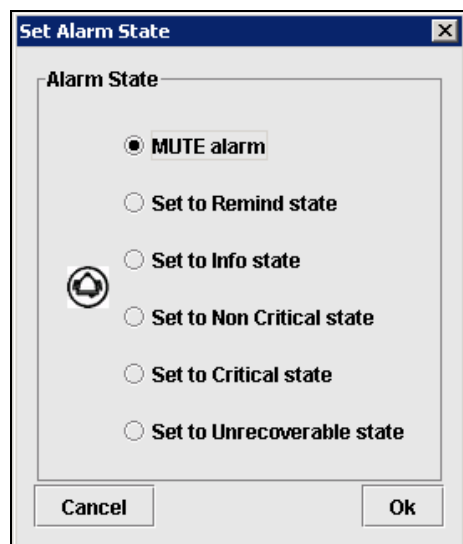 Set Alarm State
Alarm State
MUTE alarm
Set to Remind state
Set to Info state
Set to Non Critical state
Set to Critical state
Set to Unrecoverable state
Cancel Ok